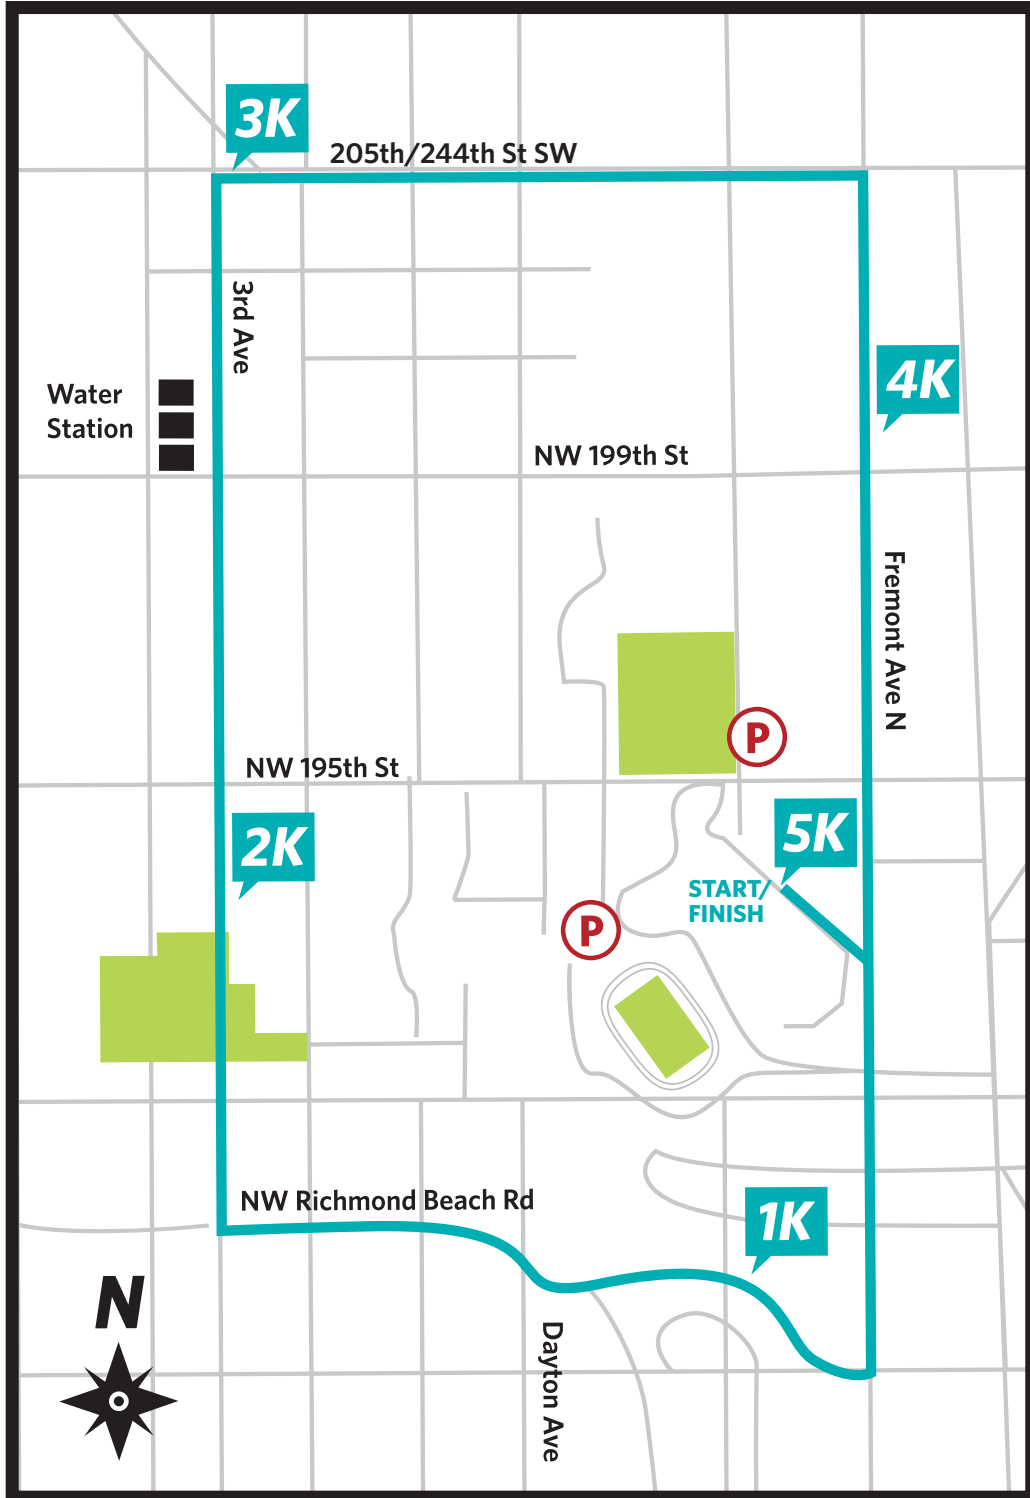 3K
205th/244th St SW
3rd Ave
4K
Water
Station
NW 199th St
Fremont Ave N
P
NW 195th St
2K
5K
START/
FINISH
P
NW Richmond Beach Rd
1K
N
Dayton Ave